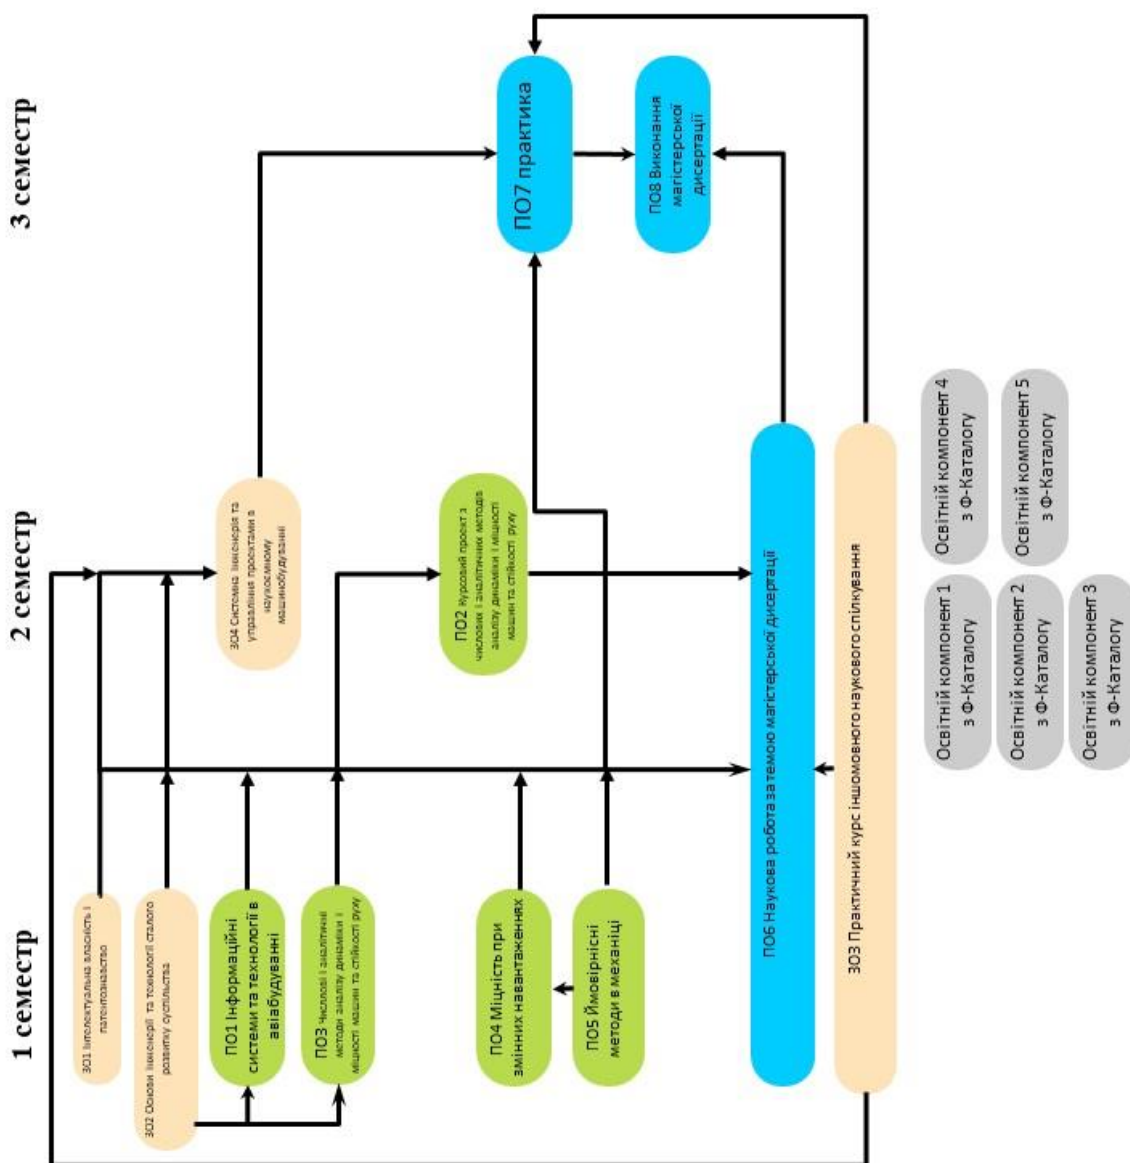 1 семестр
2 семестр
3 семестр
ЗО1 Інтелектуальна власність і
патентознавство
ЗО2 Основи інженерії та технології сталого
розвитку суспільства
ПО1 Інформаційні
системи та технології в
авіабудуванні
ПО3 Числлові і аналітичні
методи аналізу динаміки і
міцності машин та стійкості руху
ПО4 Міцність при
змінних навантаженнях
ПО5 Ймовірнісні
методи в механіці
ЗО4 Системна інженерія та
управління проектами в
наукоємному
машинобудуванні
ПО2 Курсовий проект з
числових і аналітичних методів
аналізу динаміки і міцності
машин та стійкості руху
ПО7 практика
ПО8 Виконання
магістерської
дисертації
ПО6 Наукова робота за темою магістерської дисертації
ЗО3 Практичний курс іншомовного наукового спілкування
Освітній компонент 1
з Ф-Каталогу
Освітній компонент 2
з Ф-Каталогу
Освітній компонент 3
з Ф-Каталогу
Освітній компонент 4
з Ф-Каталогу
Освітній компонент 5
з Ф-Каталогу